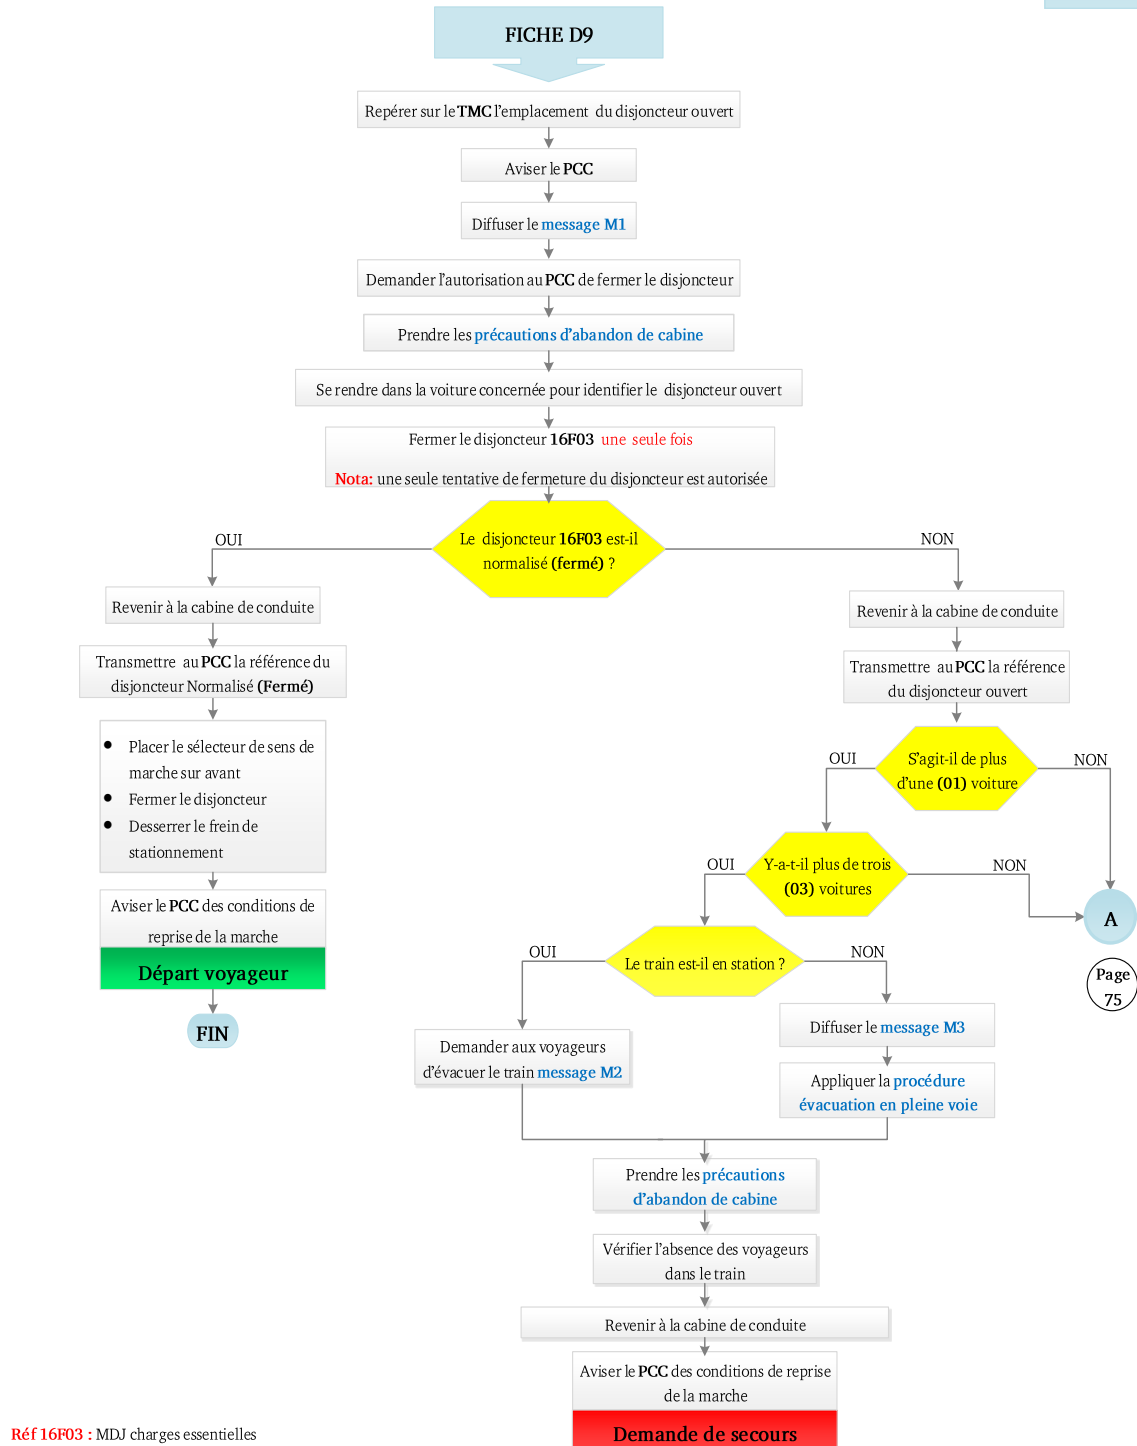 FICHE D9
Repérer sur le TMC l'emplacement du disjoncteur ouvert
Aviser le PCC
Diffuser le message M1
Demander l'autorisation au PCC de fermer le disjoncteur
Prendre les précautions d'abandon de cabine
Se rendre dans la voiture concernée pour identifier le disjoncteur ouvert
Fermer le disjoncteur 16F03 une seule fois
Nota: une seule tentative de fermeture du disjoncteur est autorisée
Le disjoncteur 16F03 est-il
normalisé (fermé) ?
OUI
NON
Revenir à la cabine de conduite
Transmettre au PCC la référence du
disjoncteur Normalisé (Fermé)
• Placer le sélecteur de sens de
marche sur avant
• Fermer le disjoncteur
• Desserrer le frein de
stationnement
Aviser le PCC des conditions de
reprise de la marche
Départ voyageur
FIN
Revenir à la cabine de conduite
Transmettre au PCC la référence
du disjoncteur ouvert
S'agit-il de plus
d'une (01) voiture
OUI
NON
Y-a-t-il plus de trois
(03) voitures
OUI
NON
A
Page
75
Le train est-il en station ?
OUI
NON
Demander aux voyageurs
d'évacuer le train message M2
Diffuser le message M3
Appliquer la procédure
évacuation en pleine voie
Prendre les précautions
d'abandon de cabine
Vérifier l'absence des voyageurs
dans le train
Revenir à la cabine de conduite
Aviser le PCC des conditions de reprise
de la marche
Demande de secours
Réf 16F03 : MDJ charges essentielles